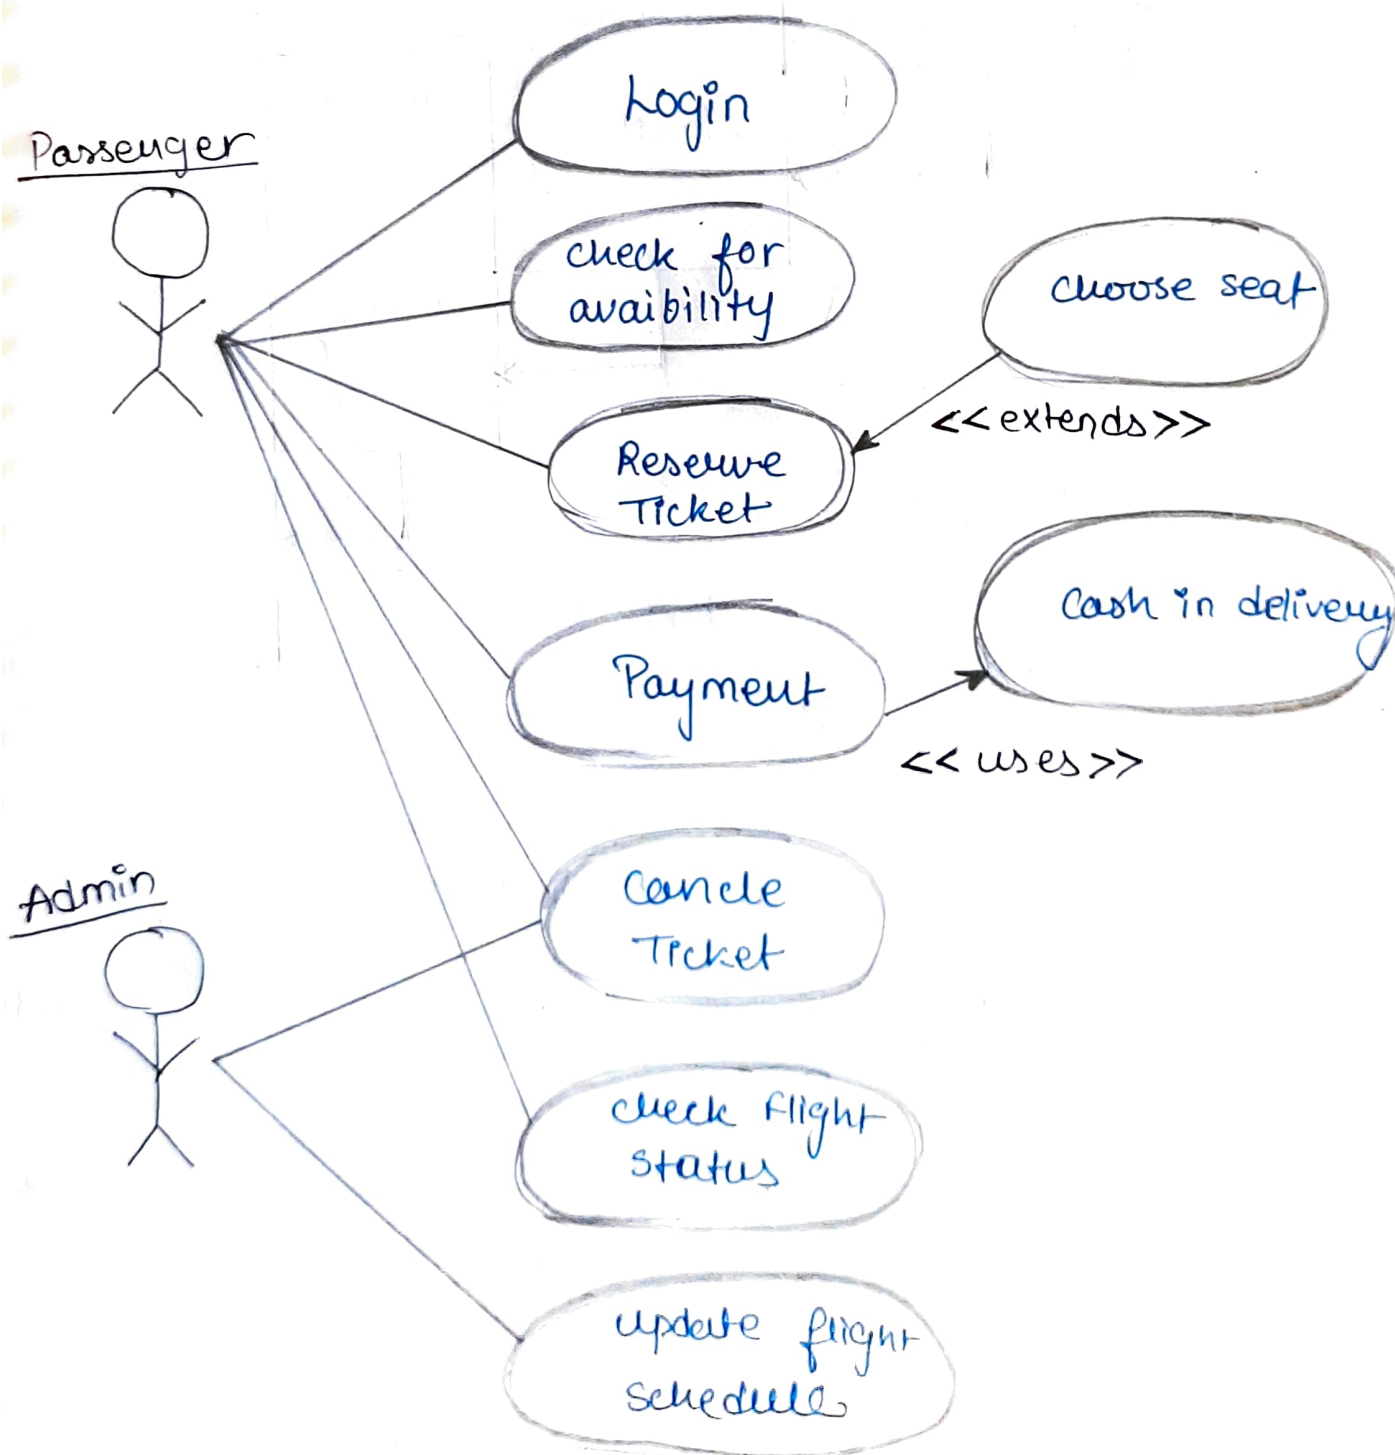 Passenger
Login
check for
avaibility
choose seat
<<extends>>
Reserve
Ticket
Cash in delivery
Payment
<<uses>>
Admin
Cancle
Ticket
check flight
status
update flight
schedule